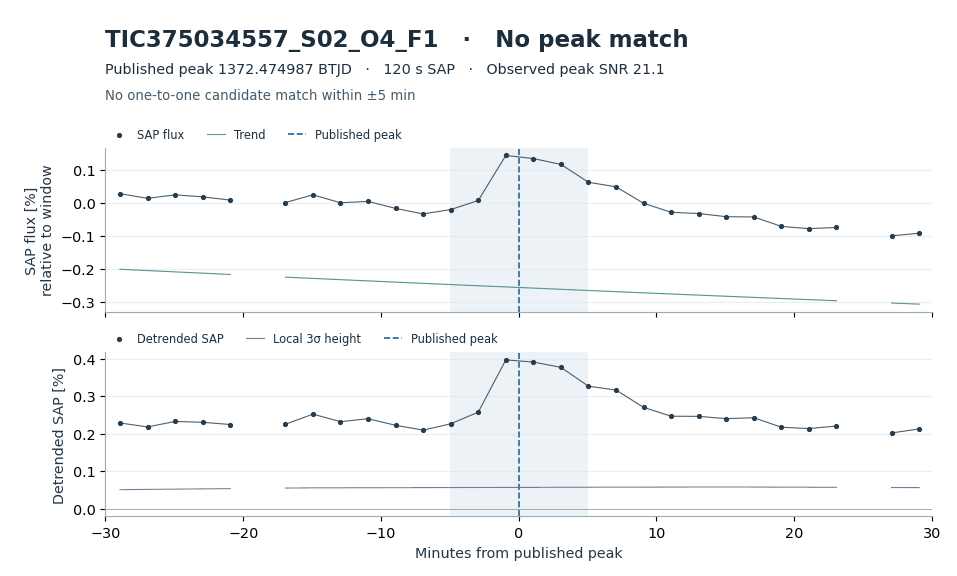 TIC375034557_S02_O4_F1 · No peak match
Published peak 1372.474987 BTJD · 120 s SAP · Observed peak SNR 21.1
No one-to-one candidate match within ±5 min
SAP flux Trend Published peak
SAP flux [%]
relative to window
0.1
0.0
−0.1
−0.2
−0.3
Detrended SAP Local 3σ height Published peak
Detrended SAP [%]
0.4
0.3
0.2
0.1
0.0
−30 −20 −10 0 10 20 30
Minutes from published peak